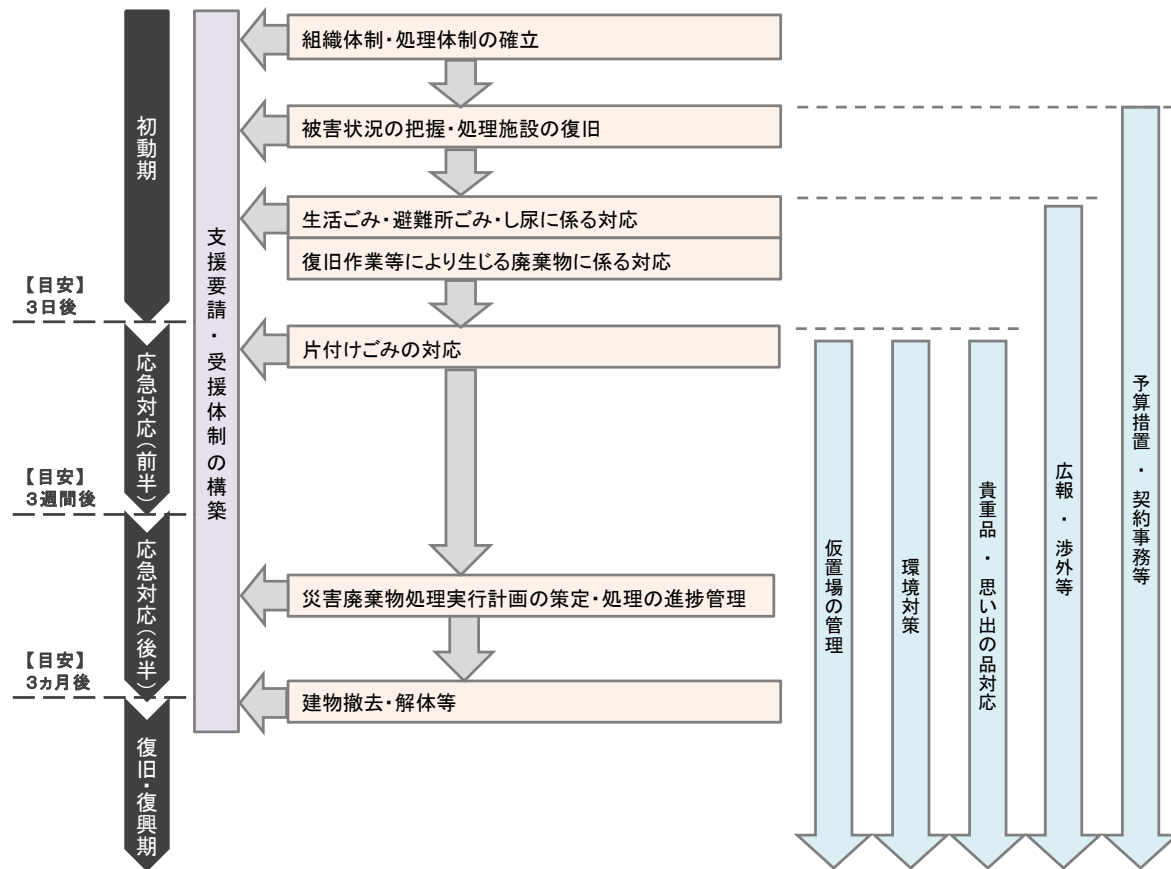 初動期
【目安】
3日後
応急対応(前半)
【目安】
3週間後
応急対応(後半)
【目安】
3ヵ月後
復旧・復興期
支援要請・受援体制の構築
組織体制・処理体制の確立
被害状況の把握・処理施設の復旧
生活ごみ・避難所ごみ・し尿に係る対応
復旧作業等により生じる廃棄物に係る対応
片付けごみの対応
災害廃棄物処理実行計画の策定・処理の進捗管理
建物撤去・解体等
仮置場の管理
環境対策
貴重品・思い出の品対応
広報・渉外等
予算措置・契約事務等